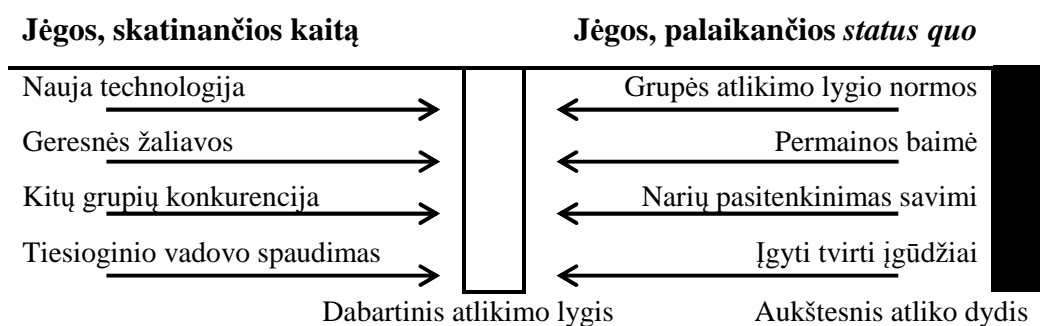 Jėgos, skatinančios kaitą Jėgos, palaikančios status quo
Nauja technologija Grupės atlikimo lygio normos
Geresnės žaliavos Permainos baimė
Kitų grupių konkurencija Narių pasitenkinimas savimi
Tiesioginio vadovo spaudimas Įgyti tvirti įgūdžiai
Dabartinis atlikimo lygis Aukštesnis atliko dydis